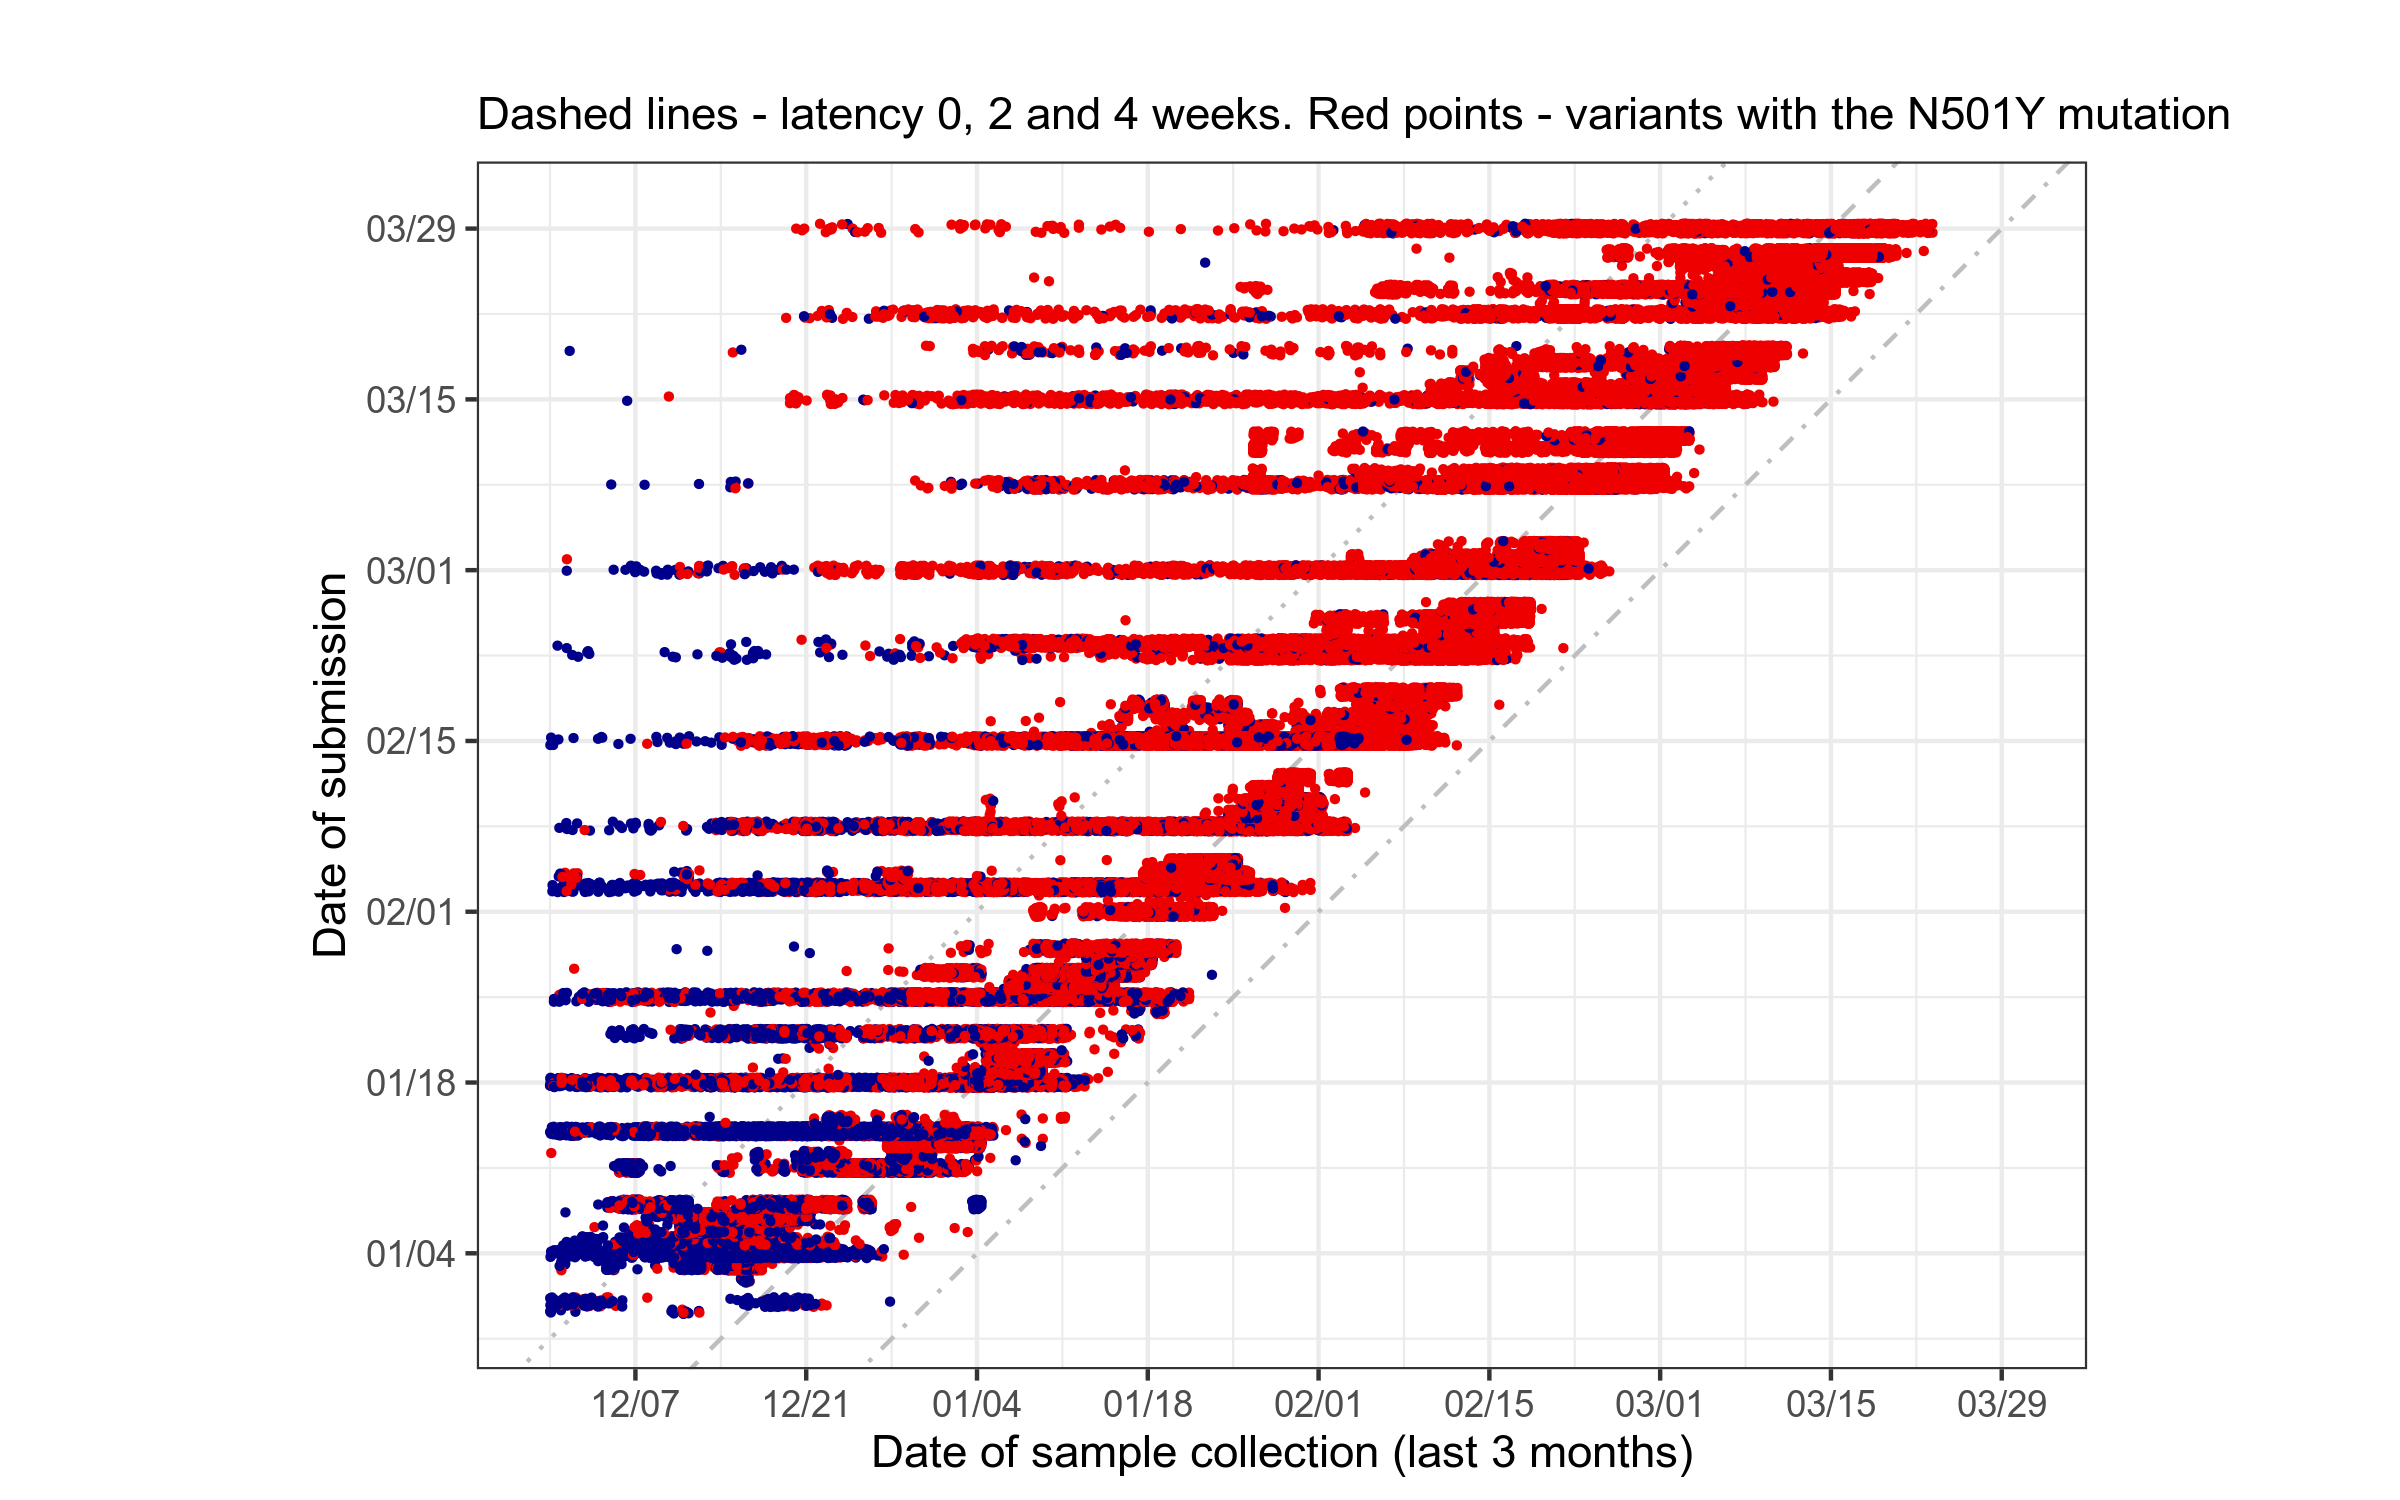 Dashed lines - latency 0, 2 and 4 weeks. Red points - variants with the N501Y mutation
Date of submission
03/29
03/15
03/01
02/15
02/01
01/18
01/04
12/07 12/21 01/04 01/18 02/01 02/15 03/01 03/15 03/29
Date of sample collection (last 3 months)